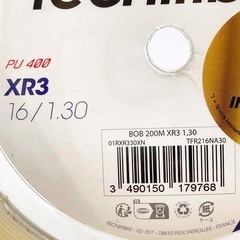 PU 400
XR3
16 / 1.30
BOB 200M XR3 1,30
01RXR330XN TFR216NA30
3 490150 179768
TECNIFIBRE - RD 307 - 78810 FEUCHEROLLES - FRANCE